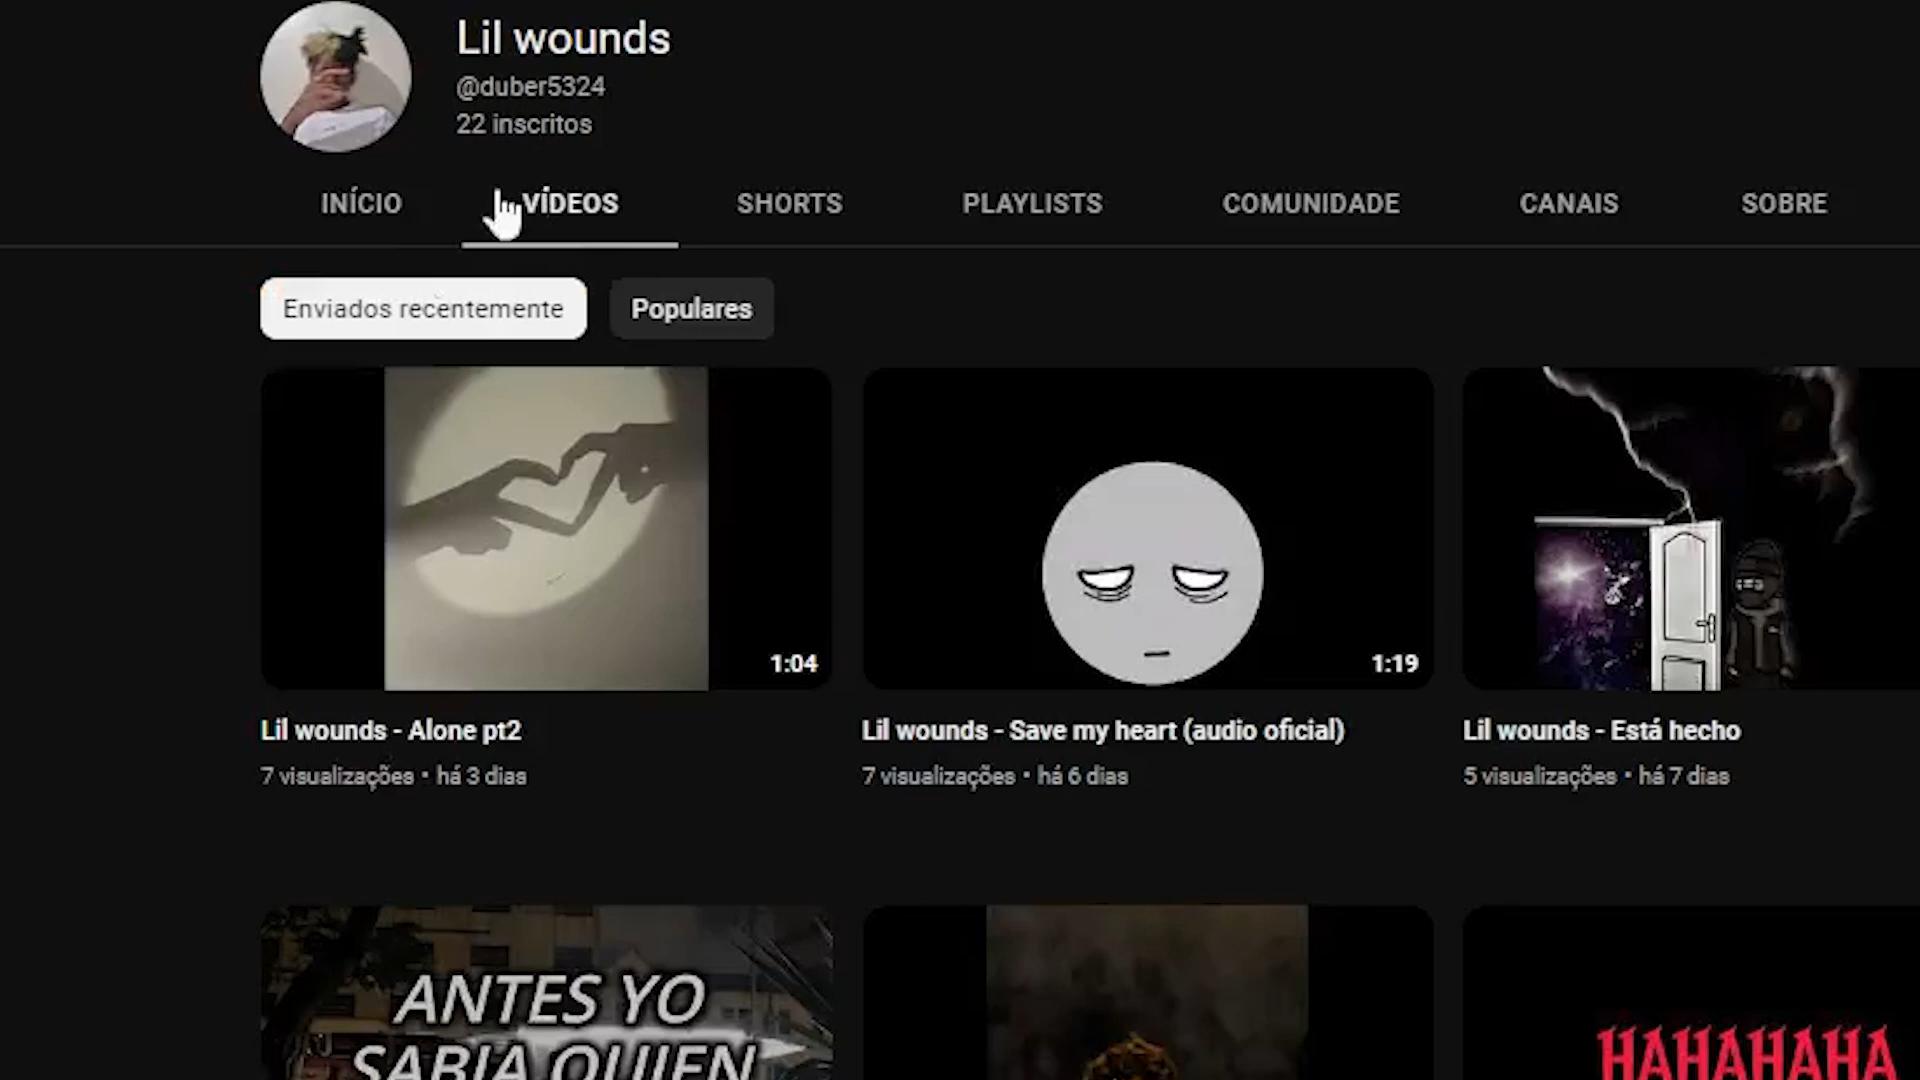 Lil wounds
@duber5324
22 inscritos
INÍCIO VÍDEOS SHORTS PLAYLISTS COMUNIDADE CANAIS SOBRE
Enviados recentemente Populares
1:04 1:19
Lil wounds - Alone pt2 Lil wounds - Save my heart (audio oficial) Lil wounds - Está hecho
7 visualizações • há 3 dias 7 visualizações • há 6 dias 5 visualizações • há 7 dias
ANTES YO
SABIA QUIEN
HAHAHAHA